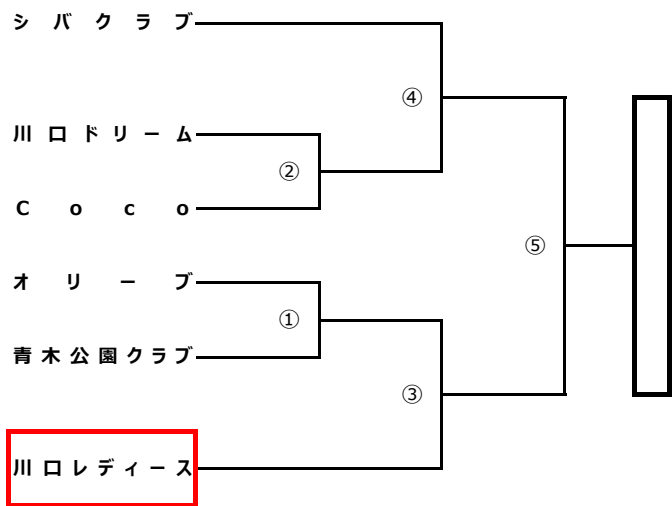 シバクラブ
④
川口ドリーム
②
Coco
⑤
オリーブ
①
青木公園クラブ
③
川口レディース